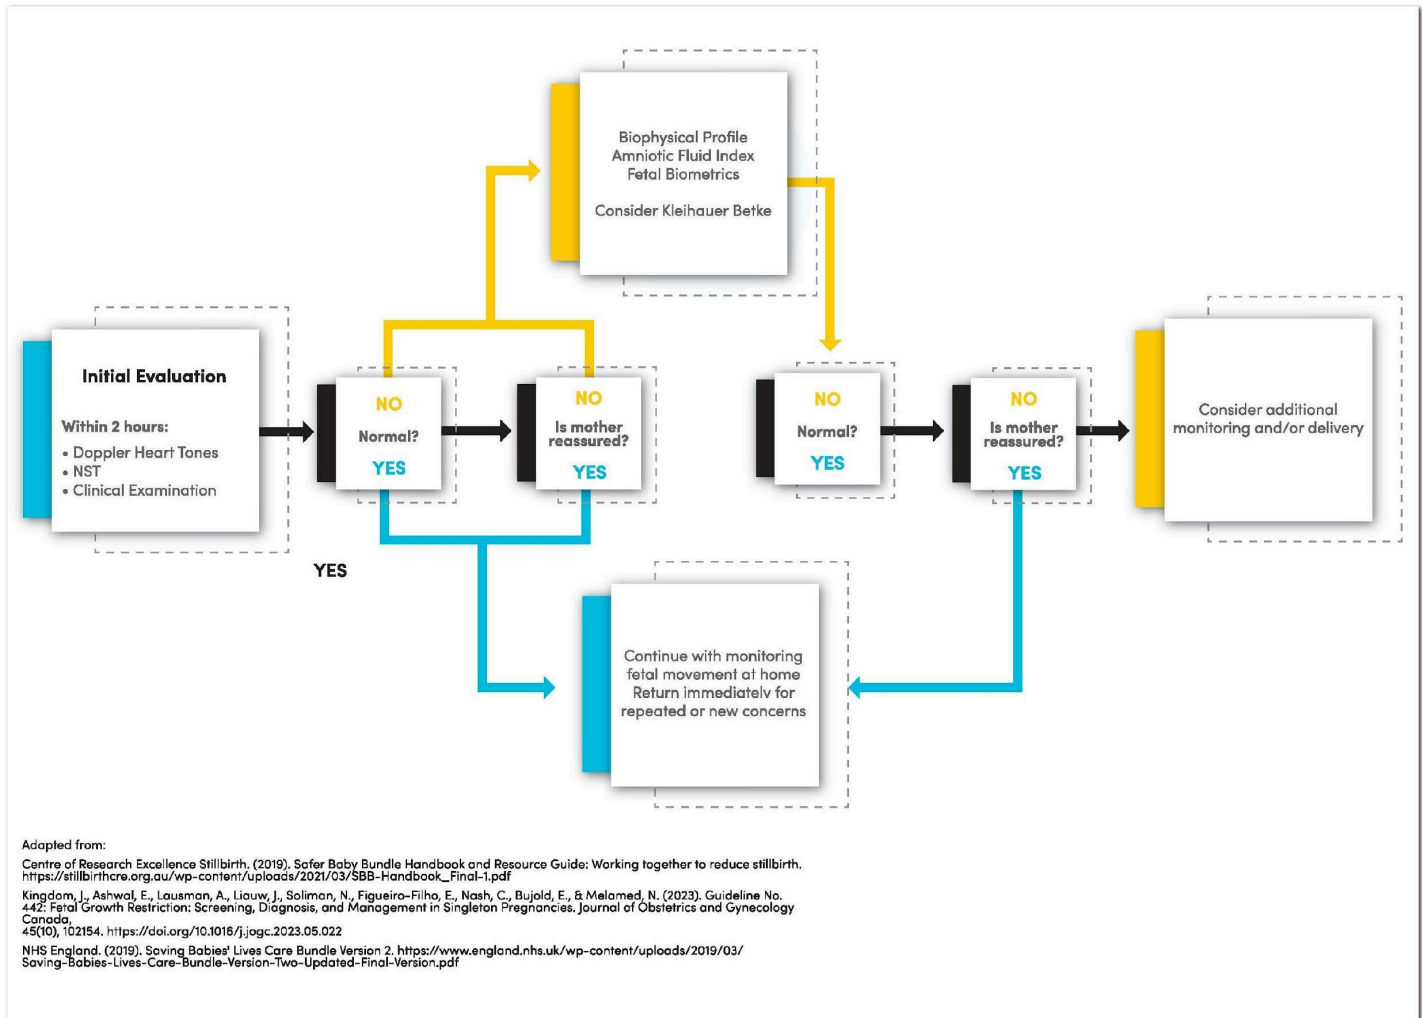 Biophysical Profile
Amniotic Fluid Index
Fetal Biometrics
Consider Kleihauer Betke
Initial Evaluation
Within 2 hours:
• Doppler Heart Tones
• NST
• Clinical Examination
NO
Normal?
YES
NO
Is mother
reassured?
YES
NO
Normal?
YES
NO
Is mother
reassured?
YES
Consider additional
monitoring and/or delivery
YES
Continue with monitoring
fetal movement at home
Return immediately for
repeated or new concerns
Adapted from:
Centre of Research Excellence Stillbirth. (2019). Safer Baby Bundle Handbook and Resource Guide: Working together to reduce stillbirth.
https://stillbirthcre.org.au/wp-content/uploads/2021/03/SBB-Handbook_Final-1.pdf
Kingdom, J., Ashwal, E., Lausman, A., Liauw, J., Soliman, N., Figueiro-Filho, E., Nash, C., Bujold, E., & Melamed, N. (2023). Guideline No.
442: Fetal Growth Restriction: Screening, Diagnosis, and Management in Singleton Pregnancies. Journal of Obstetrics and Gynecology
Canada,
45(10), 102154. https://doi.org/10.1016/j.jogc.2023.05.022
NHS England. (2019). Saving Babies' Lives Care Bundle Version 2. https://www.england.nhs.uk/wp-content/uploads/2019/03/
Saving-Babies-Lives-Care-Bundle-Version-Two-Updated-Final-Version.pdf